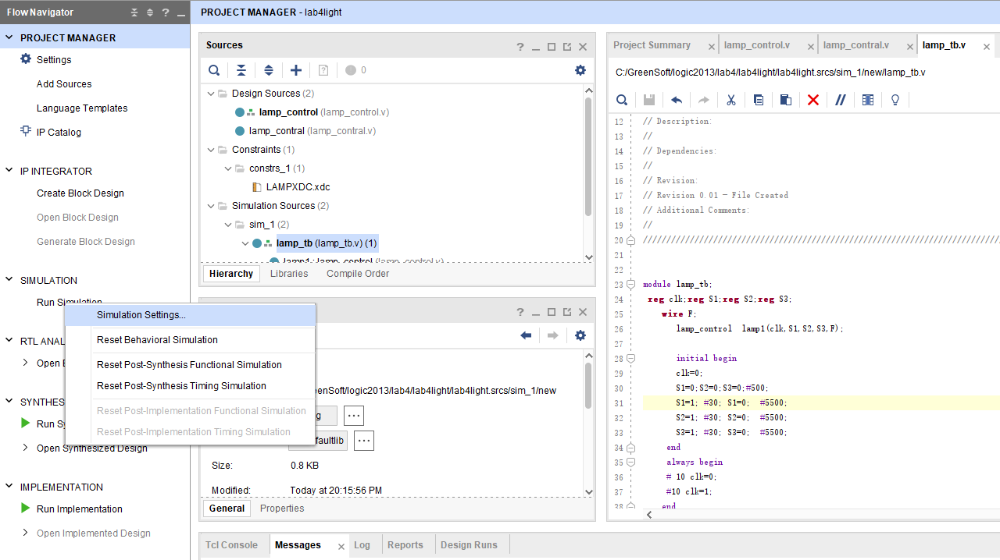 Flow Navigator
PROJECT MANAGER
Settings
Add Sources
Language Templates
IP Catalog
IP INTEGRATOR
Create Block Design
Open Block Design
Generate Block Design
SIMULATION
Run Simulation
Simulation Settings...
Reset Behavioral Simulation
Reset Post-Synthesis Functional Simulation
Reset Post-Synthesis Timing Simulation
Reset Post-Implementation Functional Simulation
Reset Post-Implementation Timing Simulation
RTL ANAL
Open E
SYNTHES
Run Sy
Open Synthesized Design
IMPLEMENTATION
Run Implementation
Open Implemented Design
PROJECT MANAGER - lab4light
Sources
0
Design Sources (2)
lamp_control (lamp_control.v)
lamp_contral (lamp_contral.v)
Constraints (1)
constrs_1 (1)
LAMPXDC.xdc
Simulation Sources (2)
sim_1 (2)
lamp_tb (lamp_tb.v) (1)
lamp1 : lamp_control (lamp_control.v)
Hierarchy Libraries Compile Order
enSoft/logic2013/lab4/lab4light/lab4light.srcs/sim_1/new
g ...
faultlib ...
Size: 0.8 KB
Modified: Today at 20:15:56 PM
General Properties
Tcl Console Messages Log Reports Design Runs
Project Summary lamp_control.v lamp_contral.v lamp_tb.v
C:/GreenSoft/logic2013/lab4/lab4light/lab4light.srcs/sim_1/new/lamp_tb.v
12 // Description:
13 //
14 // Dependencies:
15 //
16 // Revision:
17 // Revision 0.01 - File Created
18 // Additional Comments:
19 //
20 //////////////////////////////////////////////////////////////////////////////////
21
22
23 module lamp_tb;
24 reg clk;reg S1;reg S2;reg S3;
25 wire F;
26 lamp_control lamp1(clk,S1,S2,S3,F);
27
28 initial begin
29 clk=0;
30 S1=0;S2=0;S3=0;#500;
31 S1=1; #30; S1=0; #5500;
32 S2=1; #30; S2=0; #5500;
33 S3=1; #30; S3=0; #5500;
34 end
35 always begin
36 # 10 clk=0;
37 #10 clk=1;
38 end